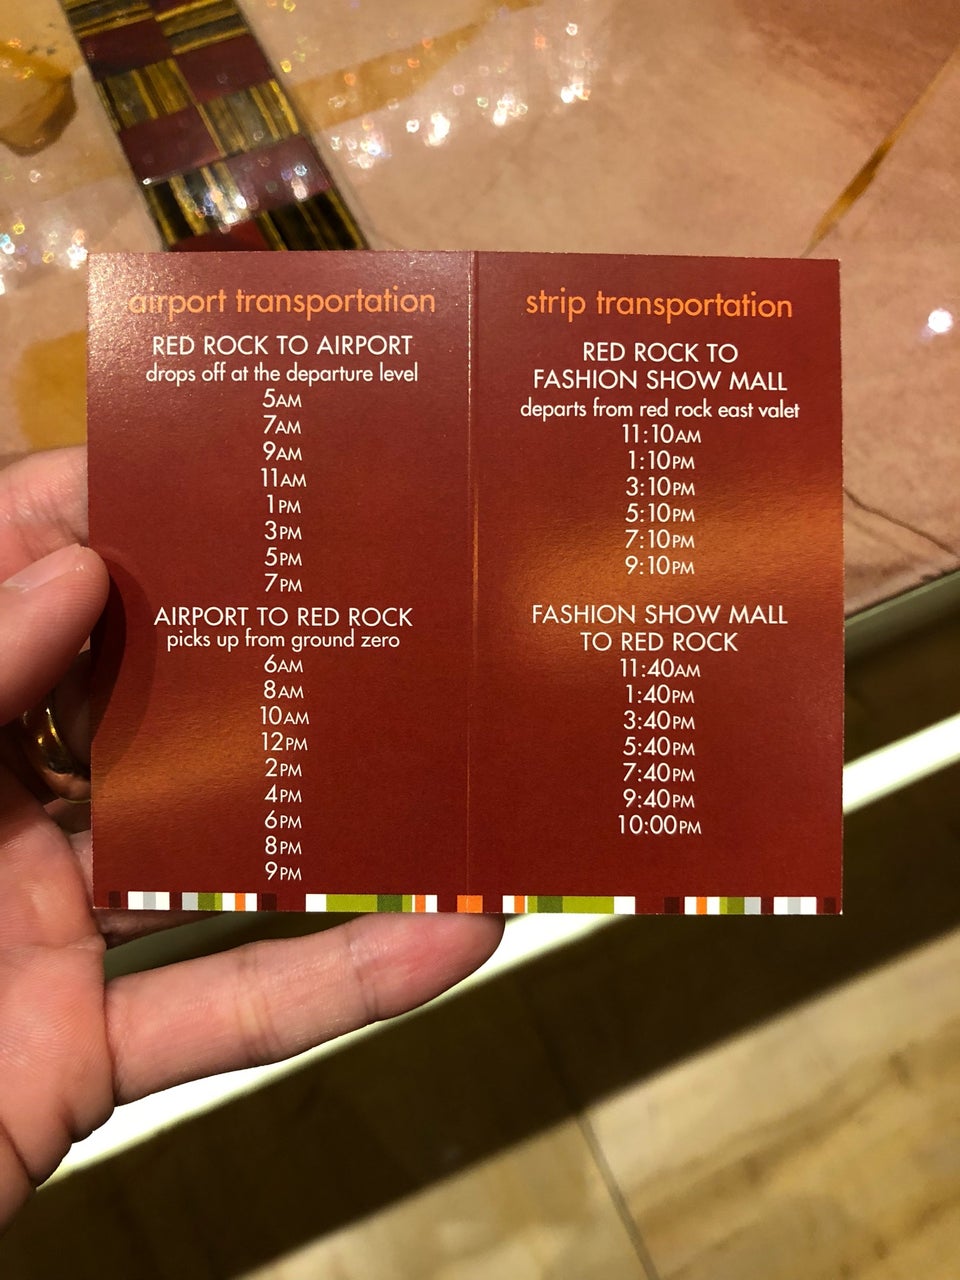 airport transportation
RED ROCK TO AIRPORT
drops off at the departure level
5AM
7AM
9AM
11AM
1PM
3PM
5PM
7PM
AIRPORT TO RED ROCK
picks up from ground zero
6AM
8AM
10AM
12PM
2PM
4PM
6PM
8PM
9PM
strip transportation
RED ROCK TO
FASHION SHOW MALL
departs from red rock east valet
11:10AM
1:10PM
3:10PM
5:10PM
7:10PM
9:10PM
FASHION SHOW MALL
TO RED ROCK
11:40AM
1:40PM
3:40PM
5:40PM
7:40PM
9:40PM
10:00PM